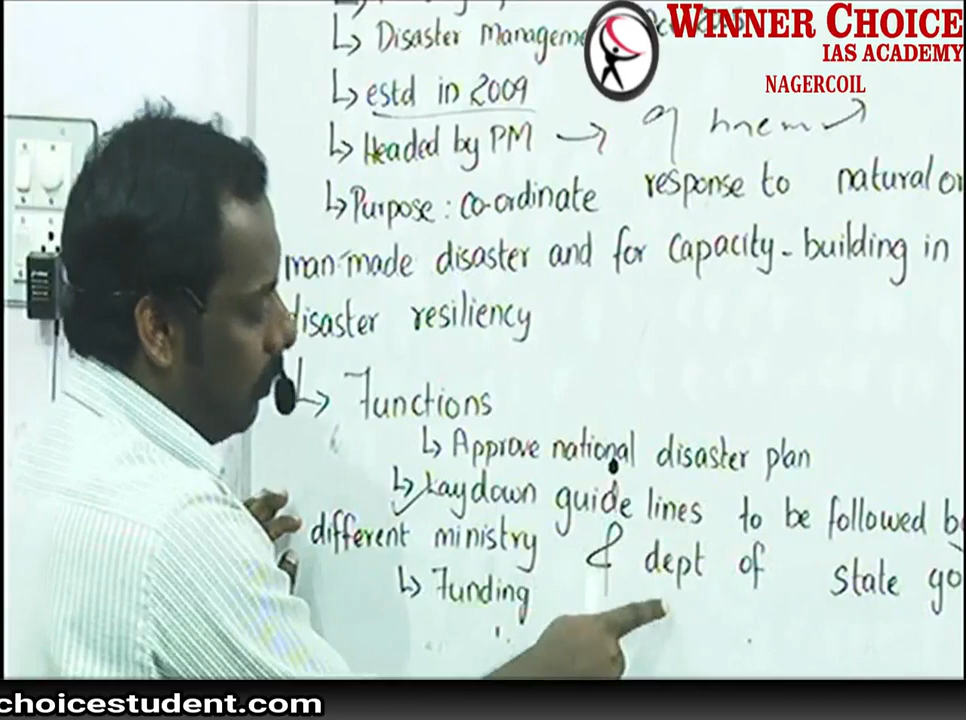 WINNER CHOICE
IAS ACADEMY
NAGERCOIL
↳ Disaster Manageme
↳ estd in 2009
↳ Headed by PM → 9
↳ Purpose : co-ordinate response to natural or
man-made disaster and for capacity-building in
disaster resiliency
↳ Functions
↳ Approve national disaster plan
↳ Lay down guide lines to be followed b
different ministry & dept of state go
↳ Funding
choicestudent.com